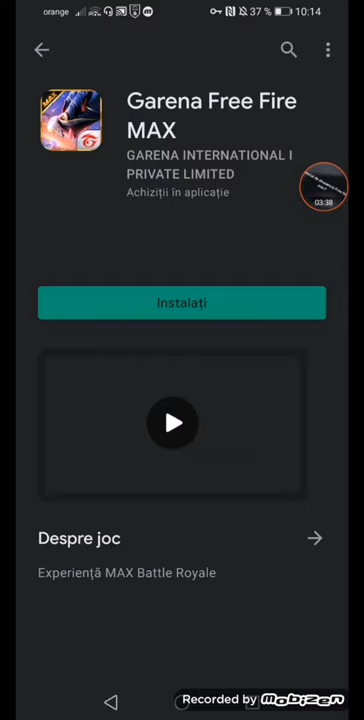 orange 37 % 10:14
Garena Free Fire
MAX
GARENA INTERNATIONAL I
PRIVATE LIMITED
Achiziții în aplicație
03:38
Instalați
Despre joc
Experiență MAX Battle Royale
Recorded by mobizen